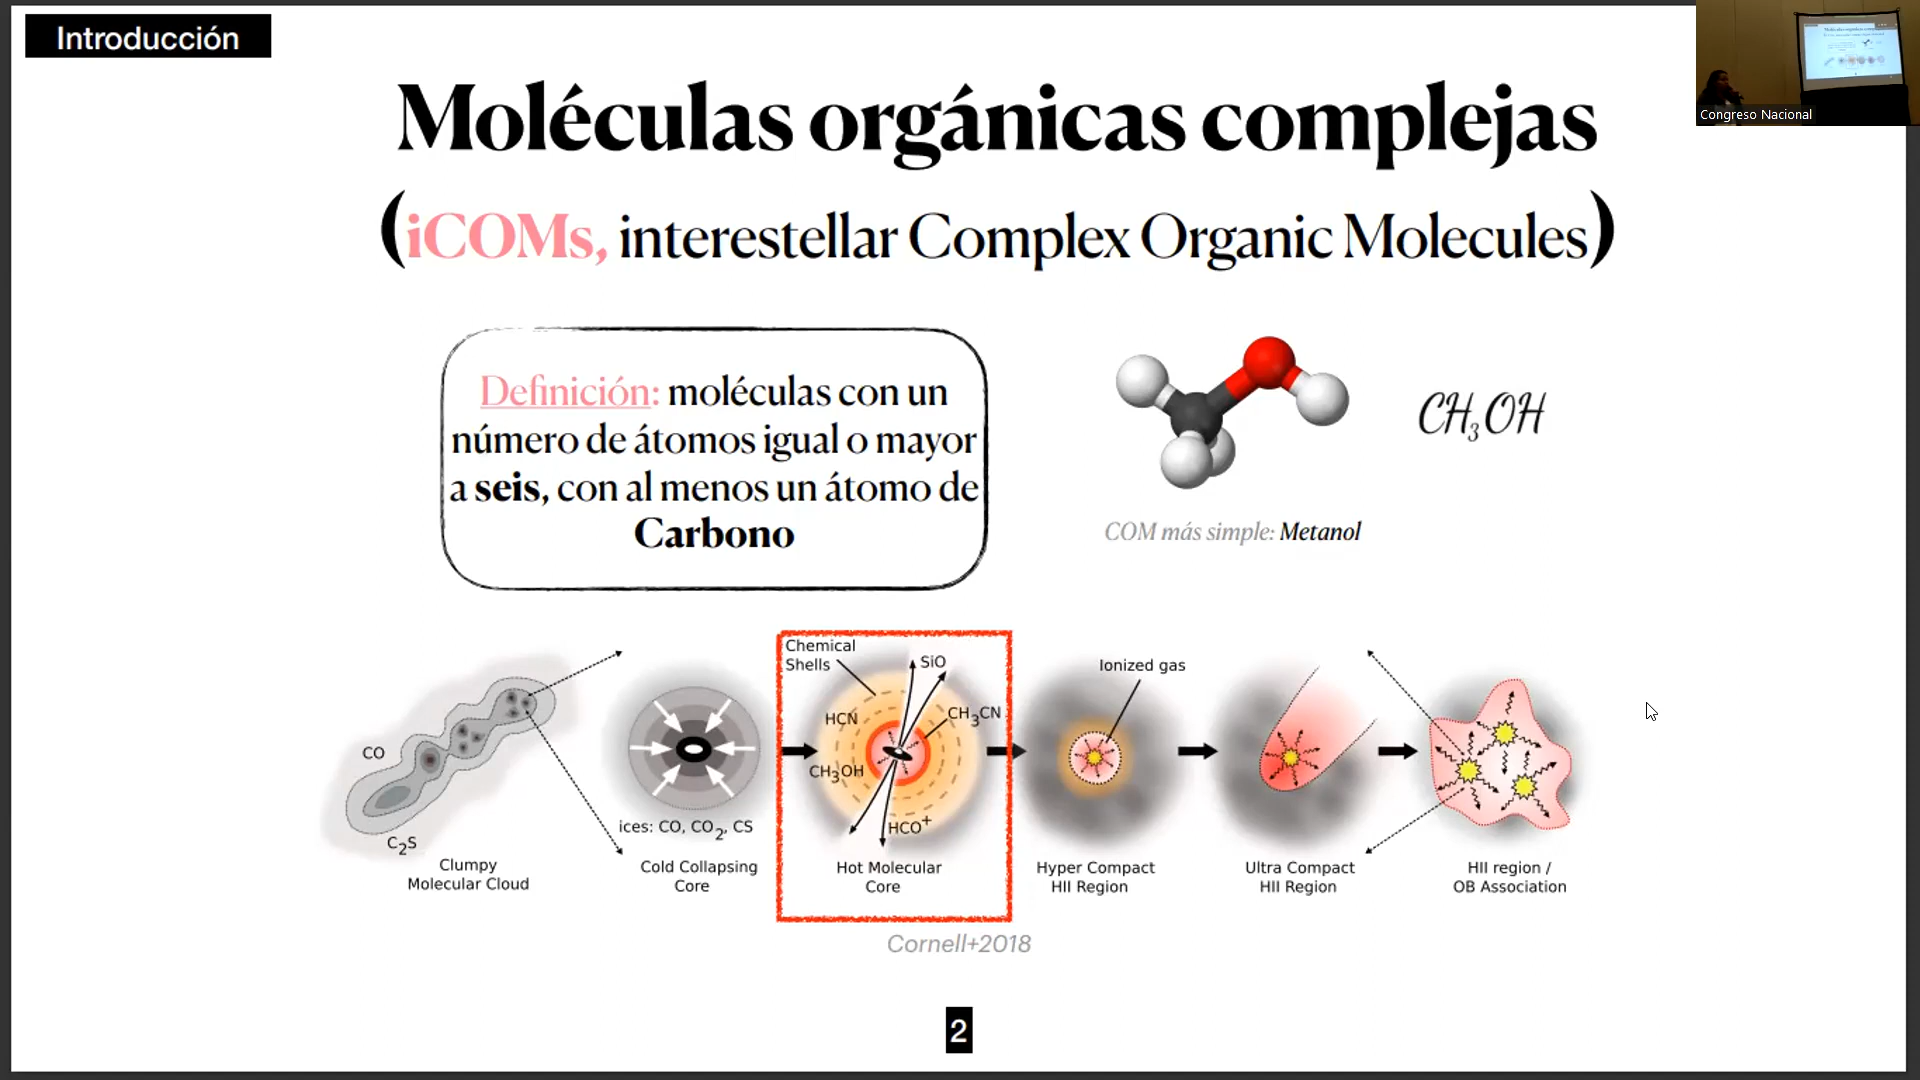 Introducción
Congreso Nacional
Moléculas orgánicas complejas
(iCOMs, interestellar Complex Organic Molecules)
Definición: moléculas con un
número de átomos igual o mayor
a seis, con al menos un átomo de
Carbono
CH₃OH
COM más simple: Metanol
Chemical
Shells
SiO
HCN
CH₃CN
CH₃OH
HCO⁺
Ionized gas
CO
C₂S
ices: CO, CO₂, CS
Clumpy
Molecular Cloud
Cold Collapsing
Core
Hot Molecular
Core
Hyper Compact
HII Region
Ultra Compact
HII Region
HII region /
OB Association
Cornell+2018
2